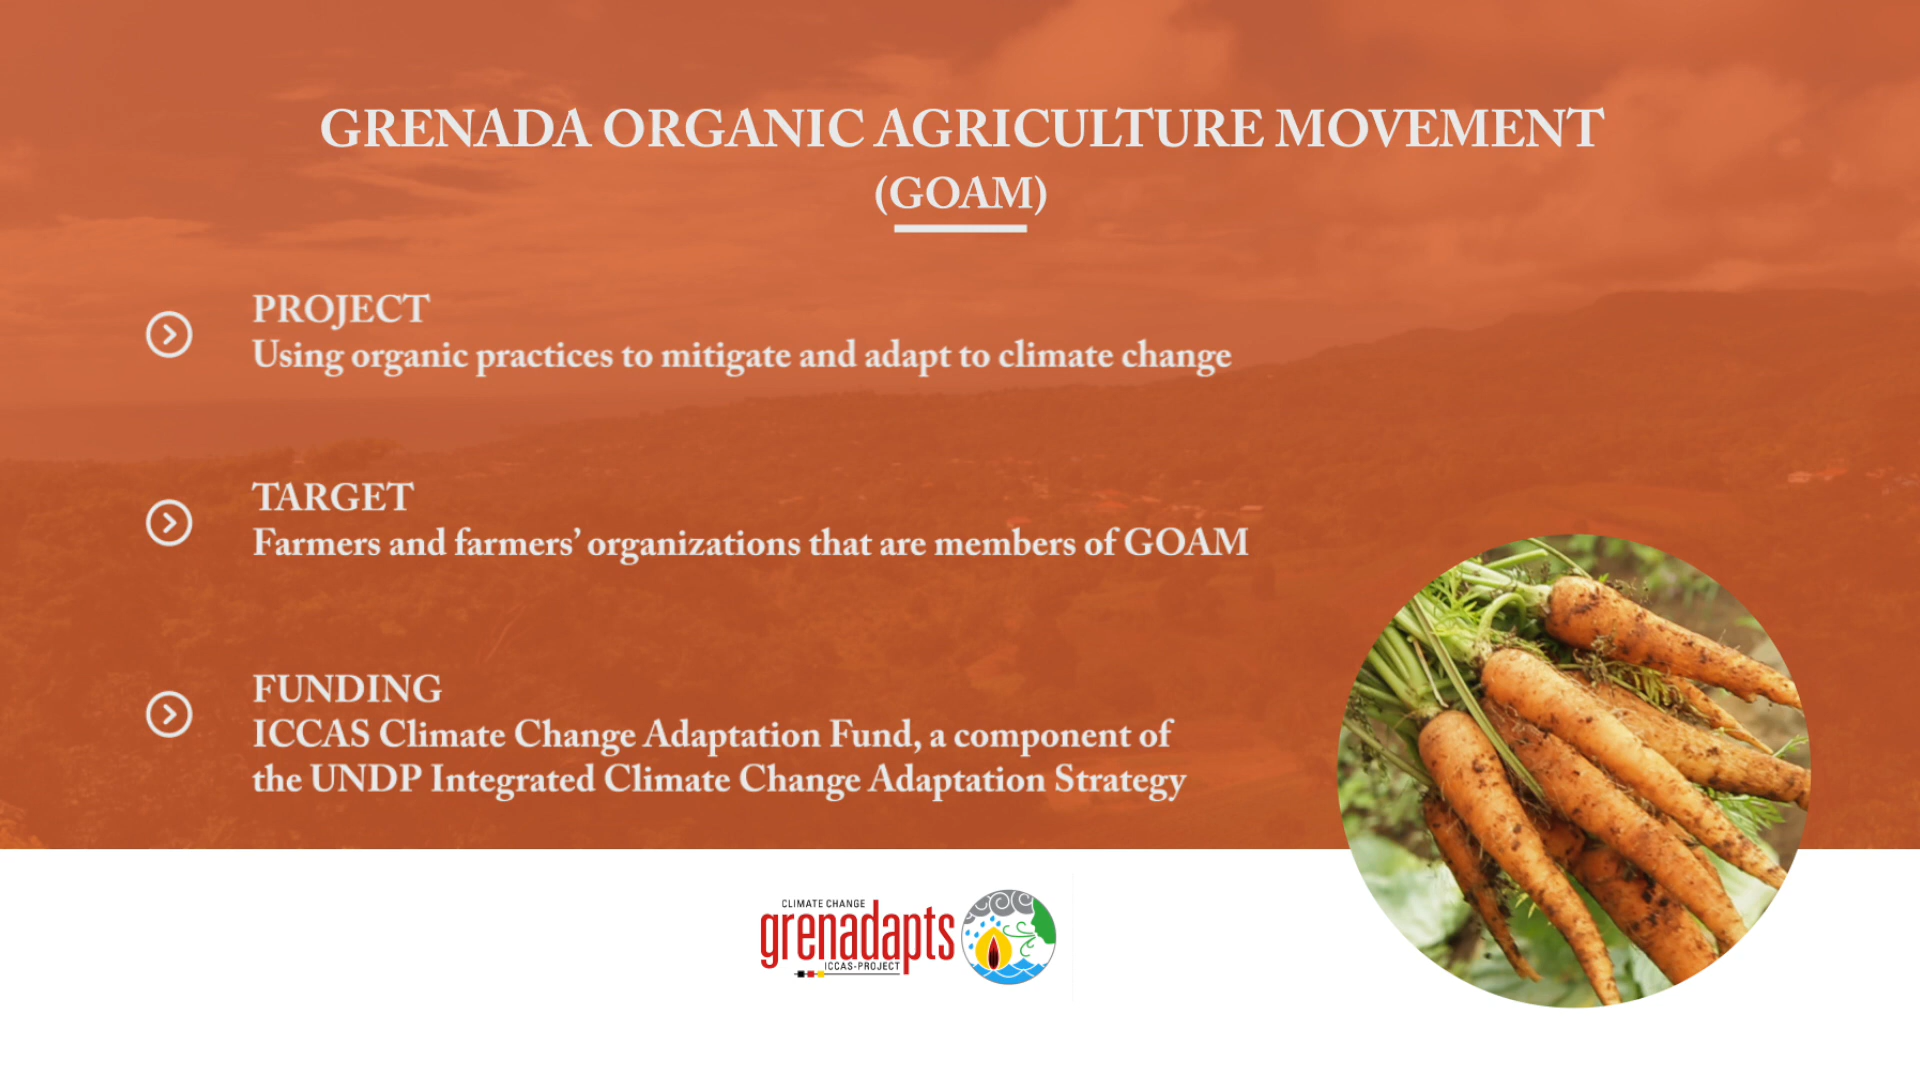 GRENADA ORGANIC AGRICULTURE MOVEMENT
(GOAM)
PROJECT
Using organic practices to mitigate and adapt to climate change
TARGET
Farmers and farmers’ organizations that are members of GOAM
FUNDING
ICCAS Climate Change Adaptation Fund, a component of
the UNDP Integrated Climate Change Adaptation Strategy
CLIMATE CHANGE
grenadapts
ICCAS-PROJECT